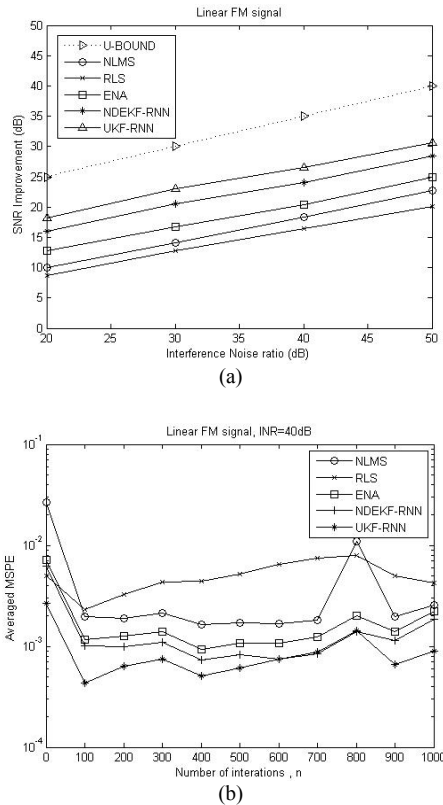 Linear FM signal
50
45
40
35
30
25
20
15
10
5
0
SNR Improvement (dB)
U-BOUND
NLMS
RLS
ENA
NDEKF-RNN
UKF-RNN
20 25 30 35 40 45 50
Interference Noise ratio (dB)
(a)
Linear FM signal, INR=40dB
10-1
10-2
10-3
10-4
Averaged MSPE
NLMS
RLS
ENA
NDEKF-RNN
UKF-RNN
0 100 200 300 400 500 600 700 800 900 1000
Number of interations , n
(b)